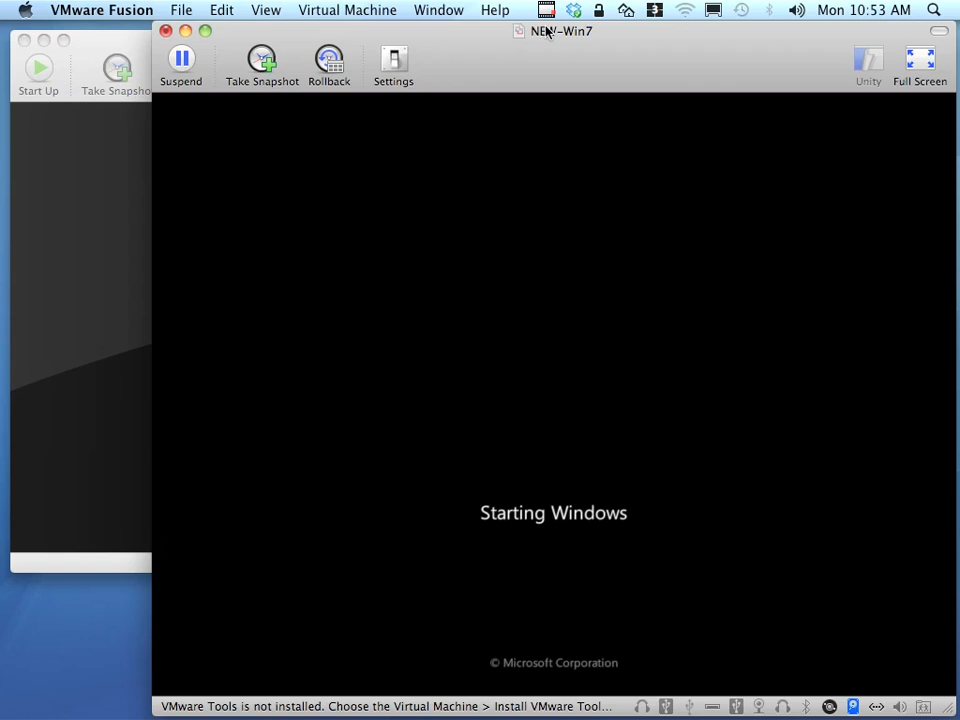 VMware Fusion File Edit View Virtual Machine Window Help Mon 10:53 AM
Start Up Take Snapsho
NEW-Win7
Suspend Take Snapshot Rollback Settings Unity Full Screen
Starting Windows
© Microsoft Corporation
VMware Tools is not installed. Choose the Virtual Machine > Install VMware Tool...